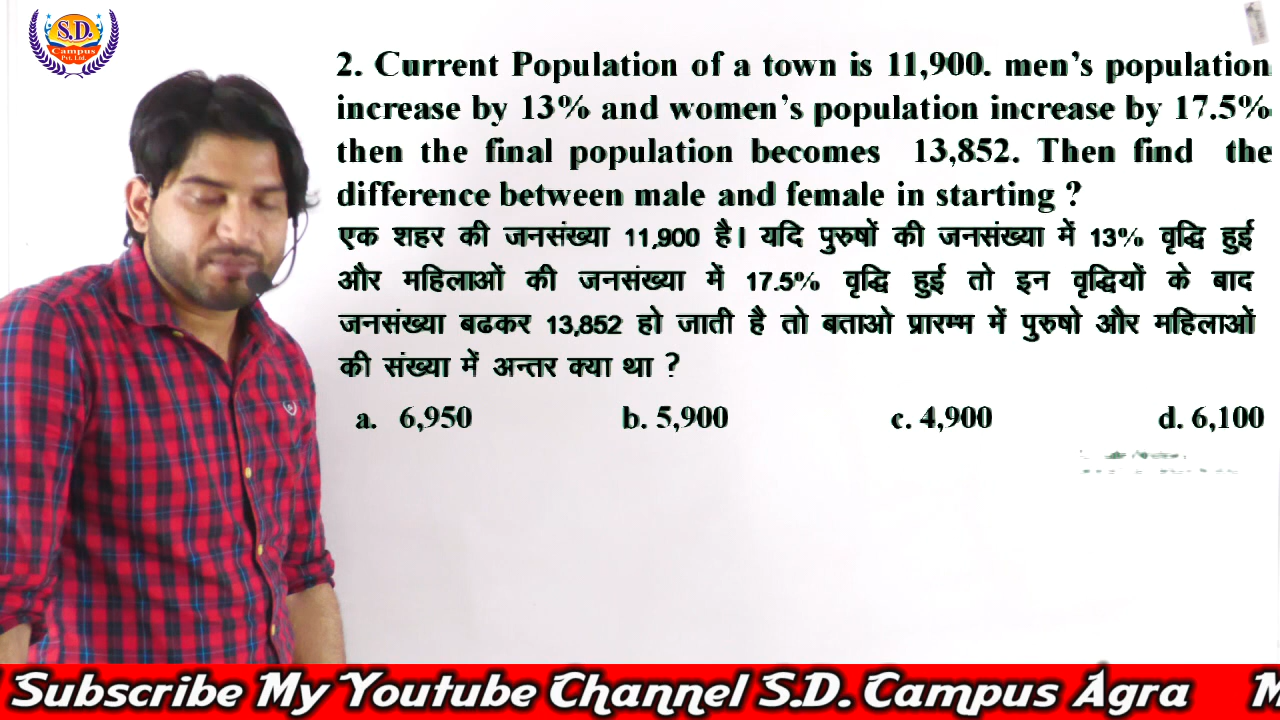 S.D.
Campus
Pvt. Ltd.
2. Current Population of a town is 11,900. men's population
increase by 13% and women's population increase by 17.5%
then the final population becomes 13,852. Then find the
difference between male and female in starting ?
एक शहर की जनसंख्या 11,900 है। यदि पुरुषों की जनसंख्या में 13% वृद्धि हुई
और महिलाओं की जनसंख्या में 17.5% वृद्धि हुई तो इन वृद्धियों के बाद
जनसंख्या बढकर 13,852 हो जाती है तो बताओ प्रारम्भ में पुरुषो और महिलाओं
की संख्या में अन्तर क्या था ?
a. 6,950 b. 5,900 c. 4,900 d. 6,100
Subscribe My Youtube Channel S.D. Campus Agra M